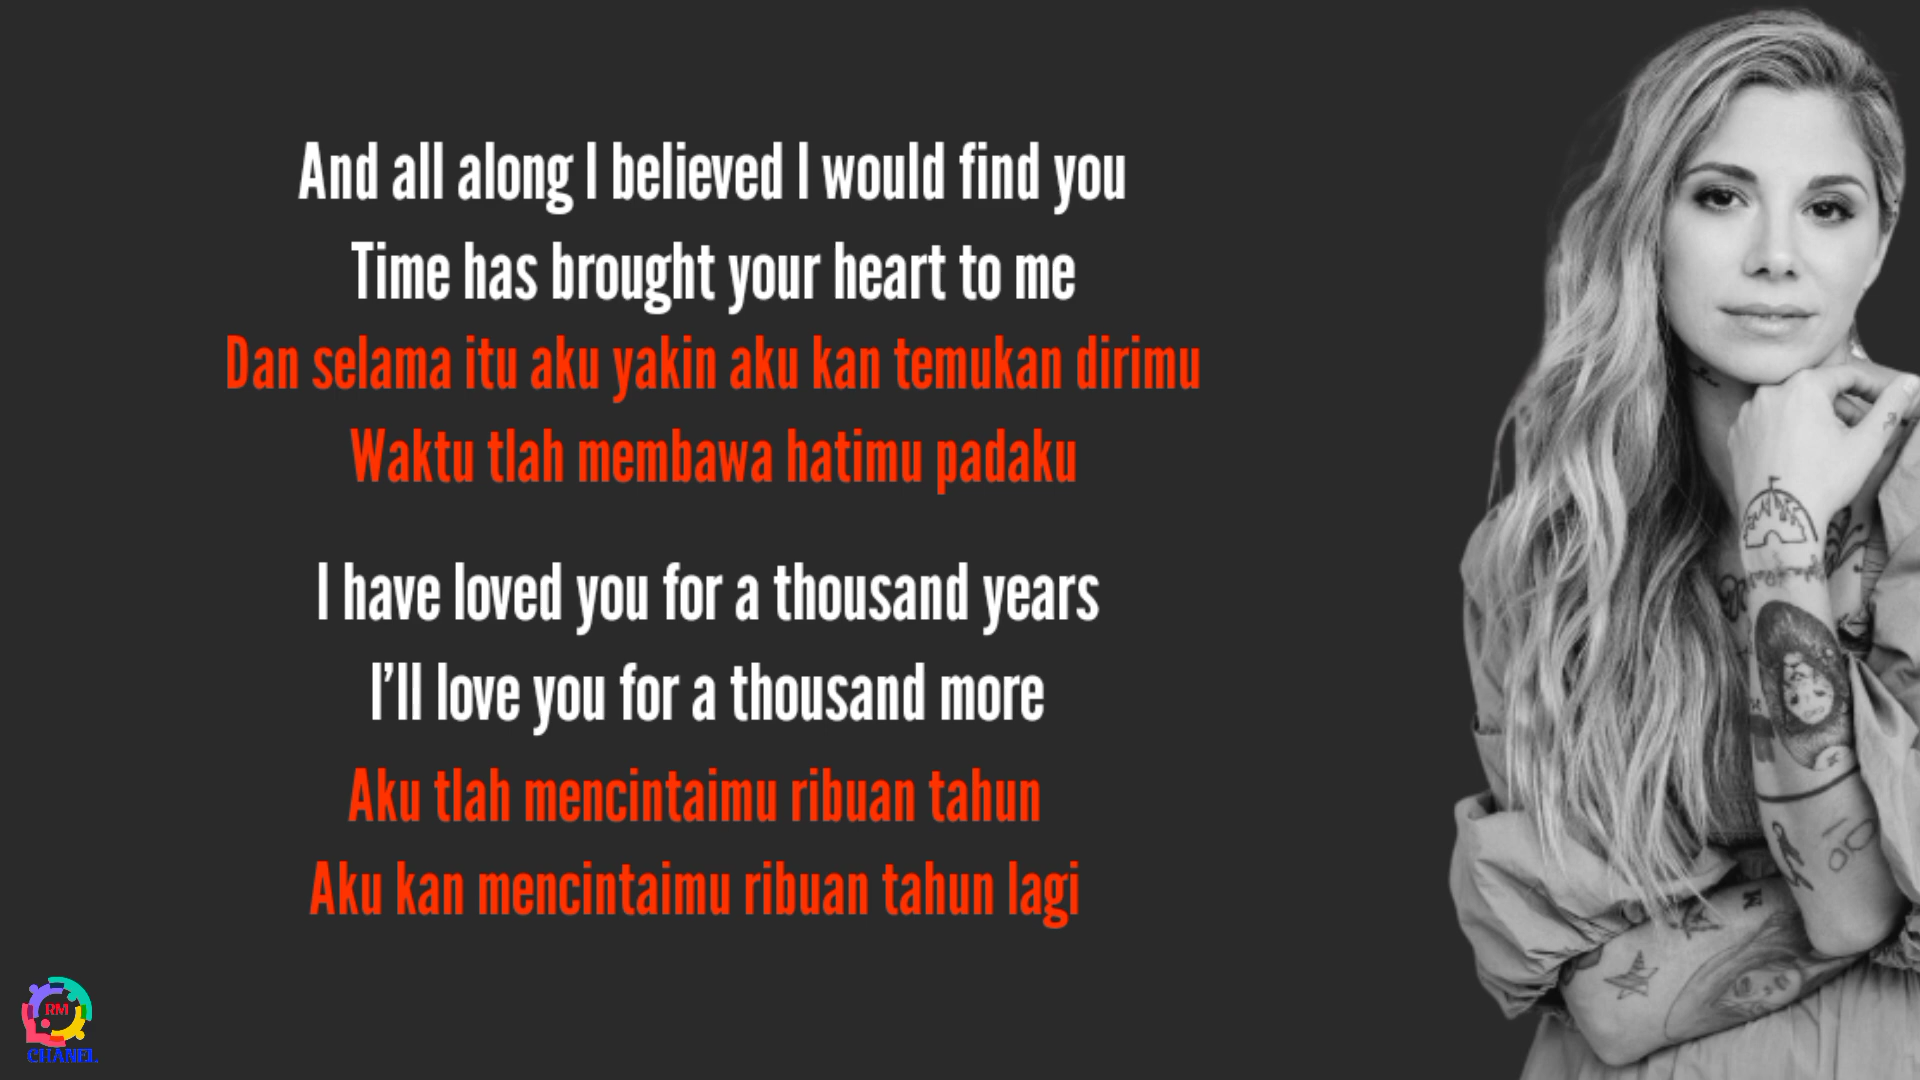 And all along I believed I would find you
Time has brought your heart to me
Dan selama itu aku yakin aku kan temukan dirimu
Waktu tlah membawa hatimu padaku
I have loved you for a thousand years
I'll love you for a thousand more
Aku tlah mencintaimu ribuan tahun
Aku kan mencintaimu ribuan tahun lagi
RM
CHANEL